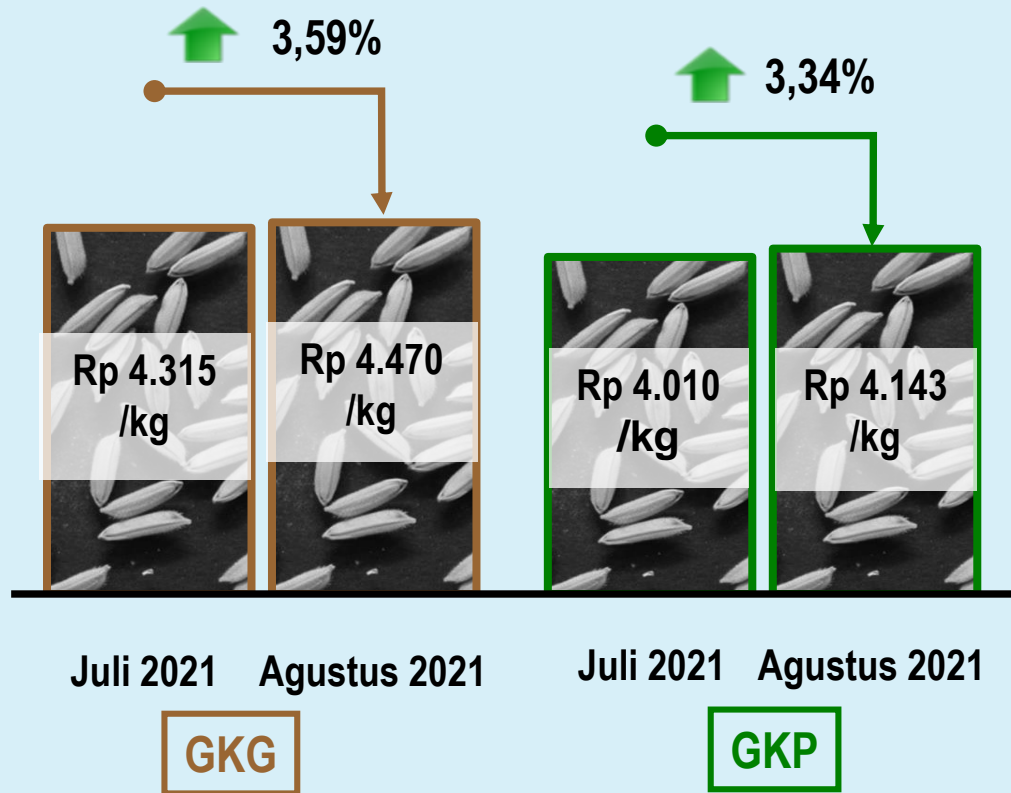 3,59%
3,34%
Rp 4.315
/kg
Rp 4.470
/kg
Rp 4.010
/kg
Rp 4.143
/kg
Juli 2021
Agustus 2021
Juli 2021
Agustus 2021
GKG
GKP